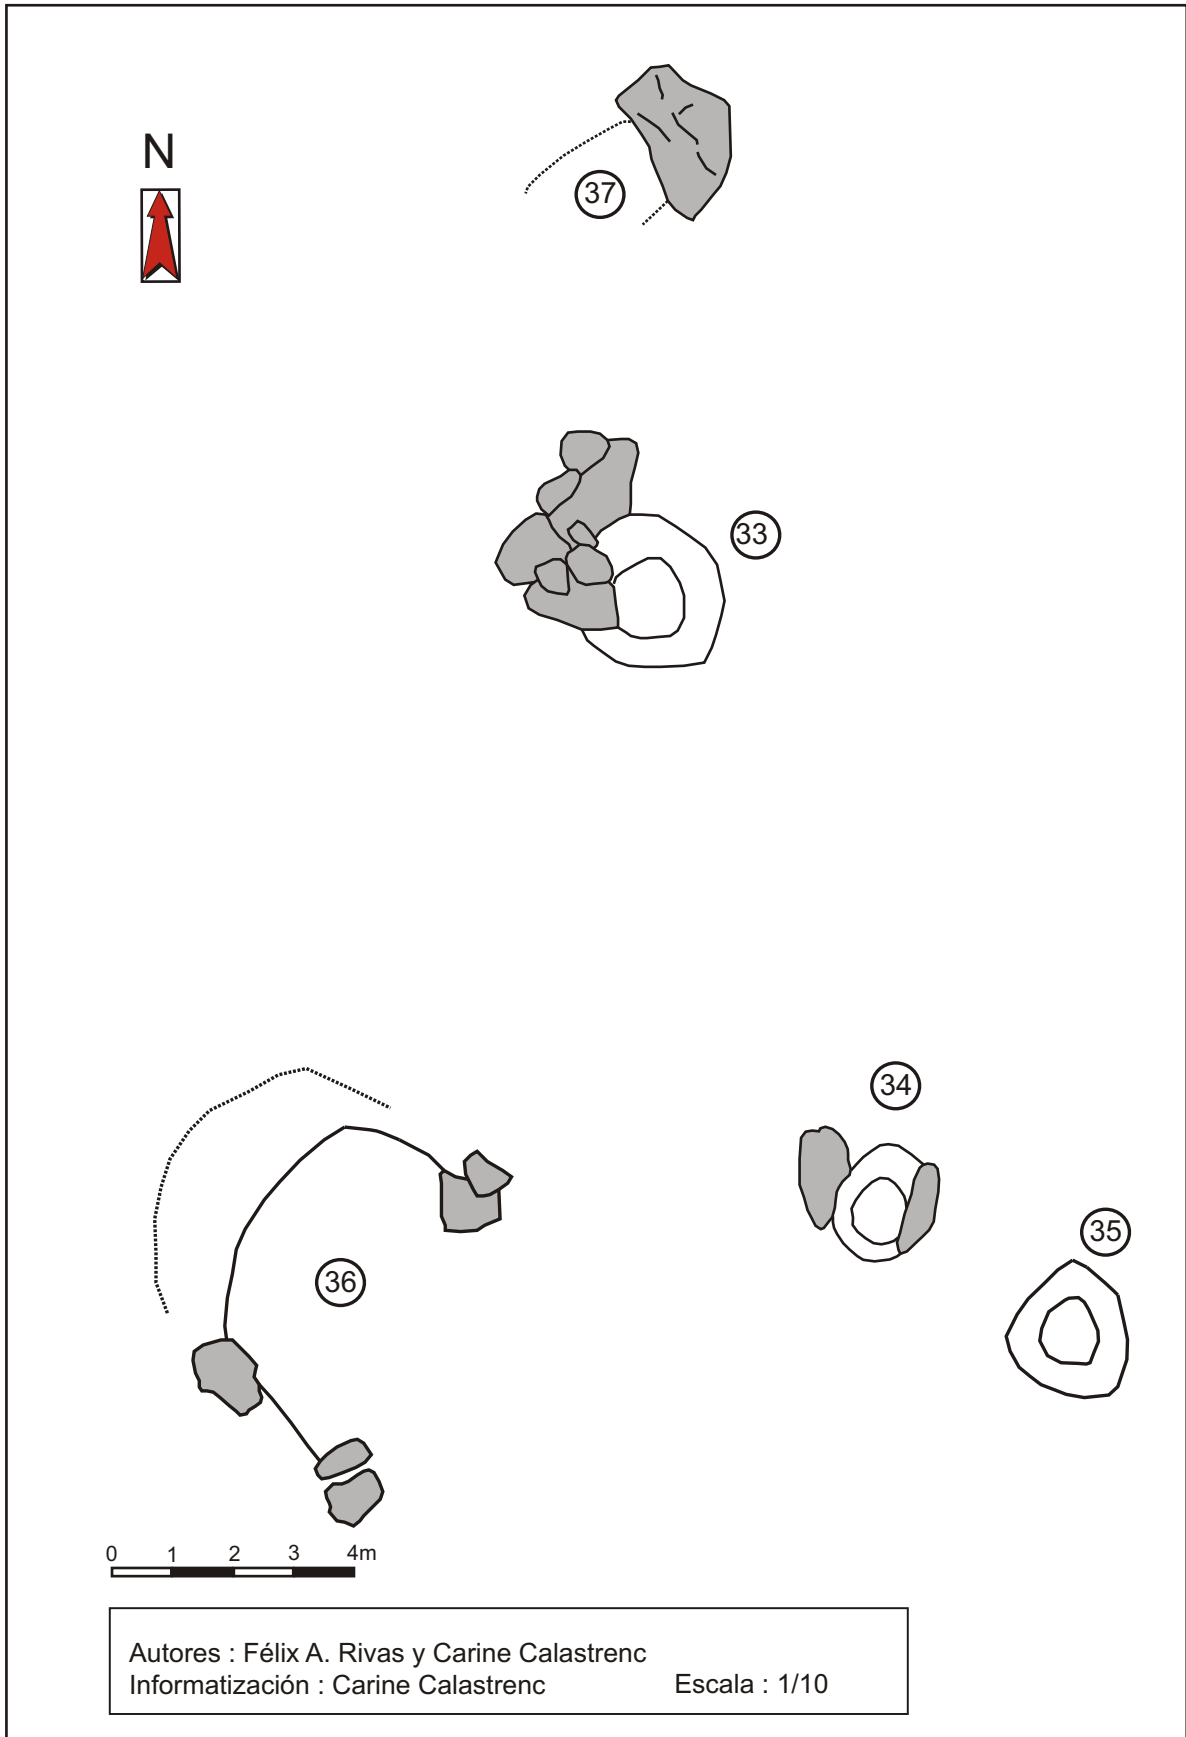 N
37
33
34
35
36
0 1 2 3 4m
Autores : Félix A. Rivas y Carine Calastrenc
Informatización : Carine Calastrenc Escala : 1/10